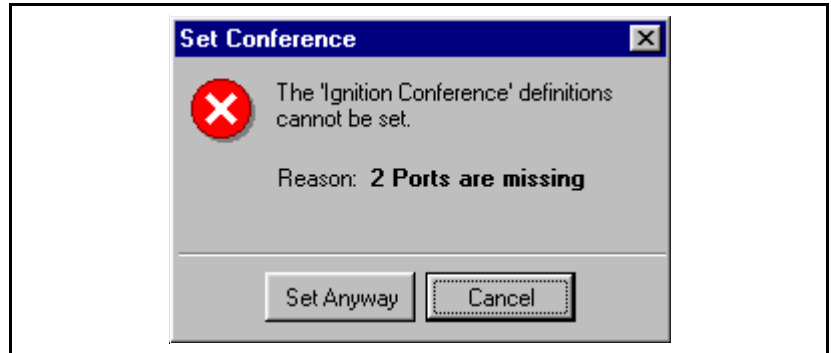 Set Conference
The 'Ignition Conference' definitions
cannot be set.
Reason: 2 Ports are missing
Set Anyway
Cancel